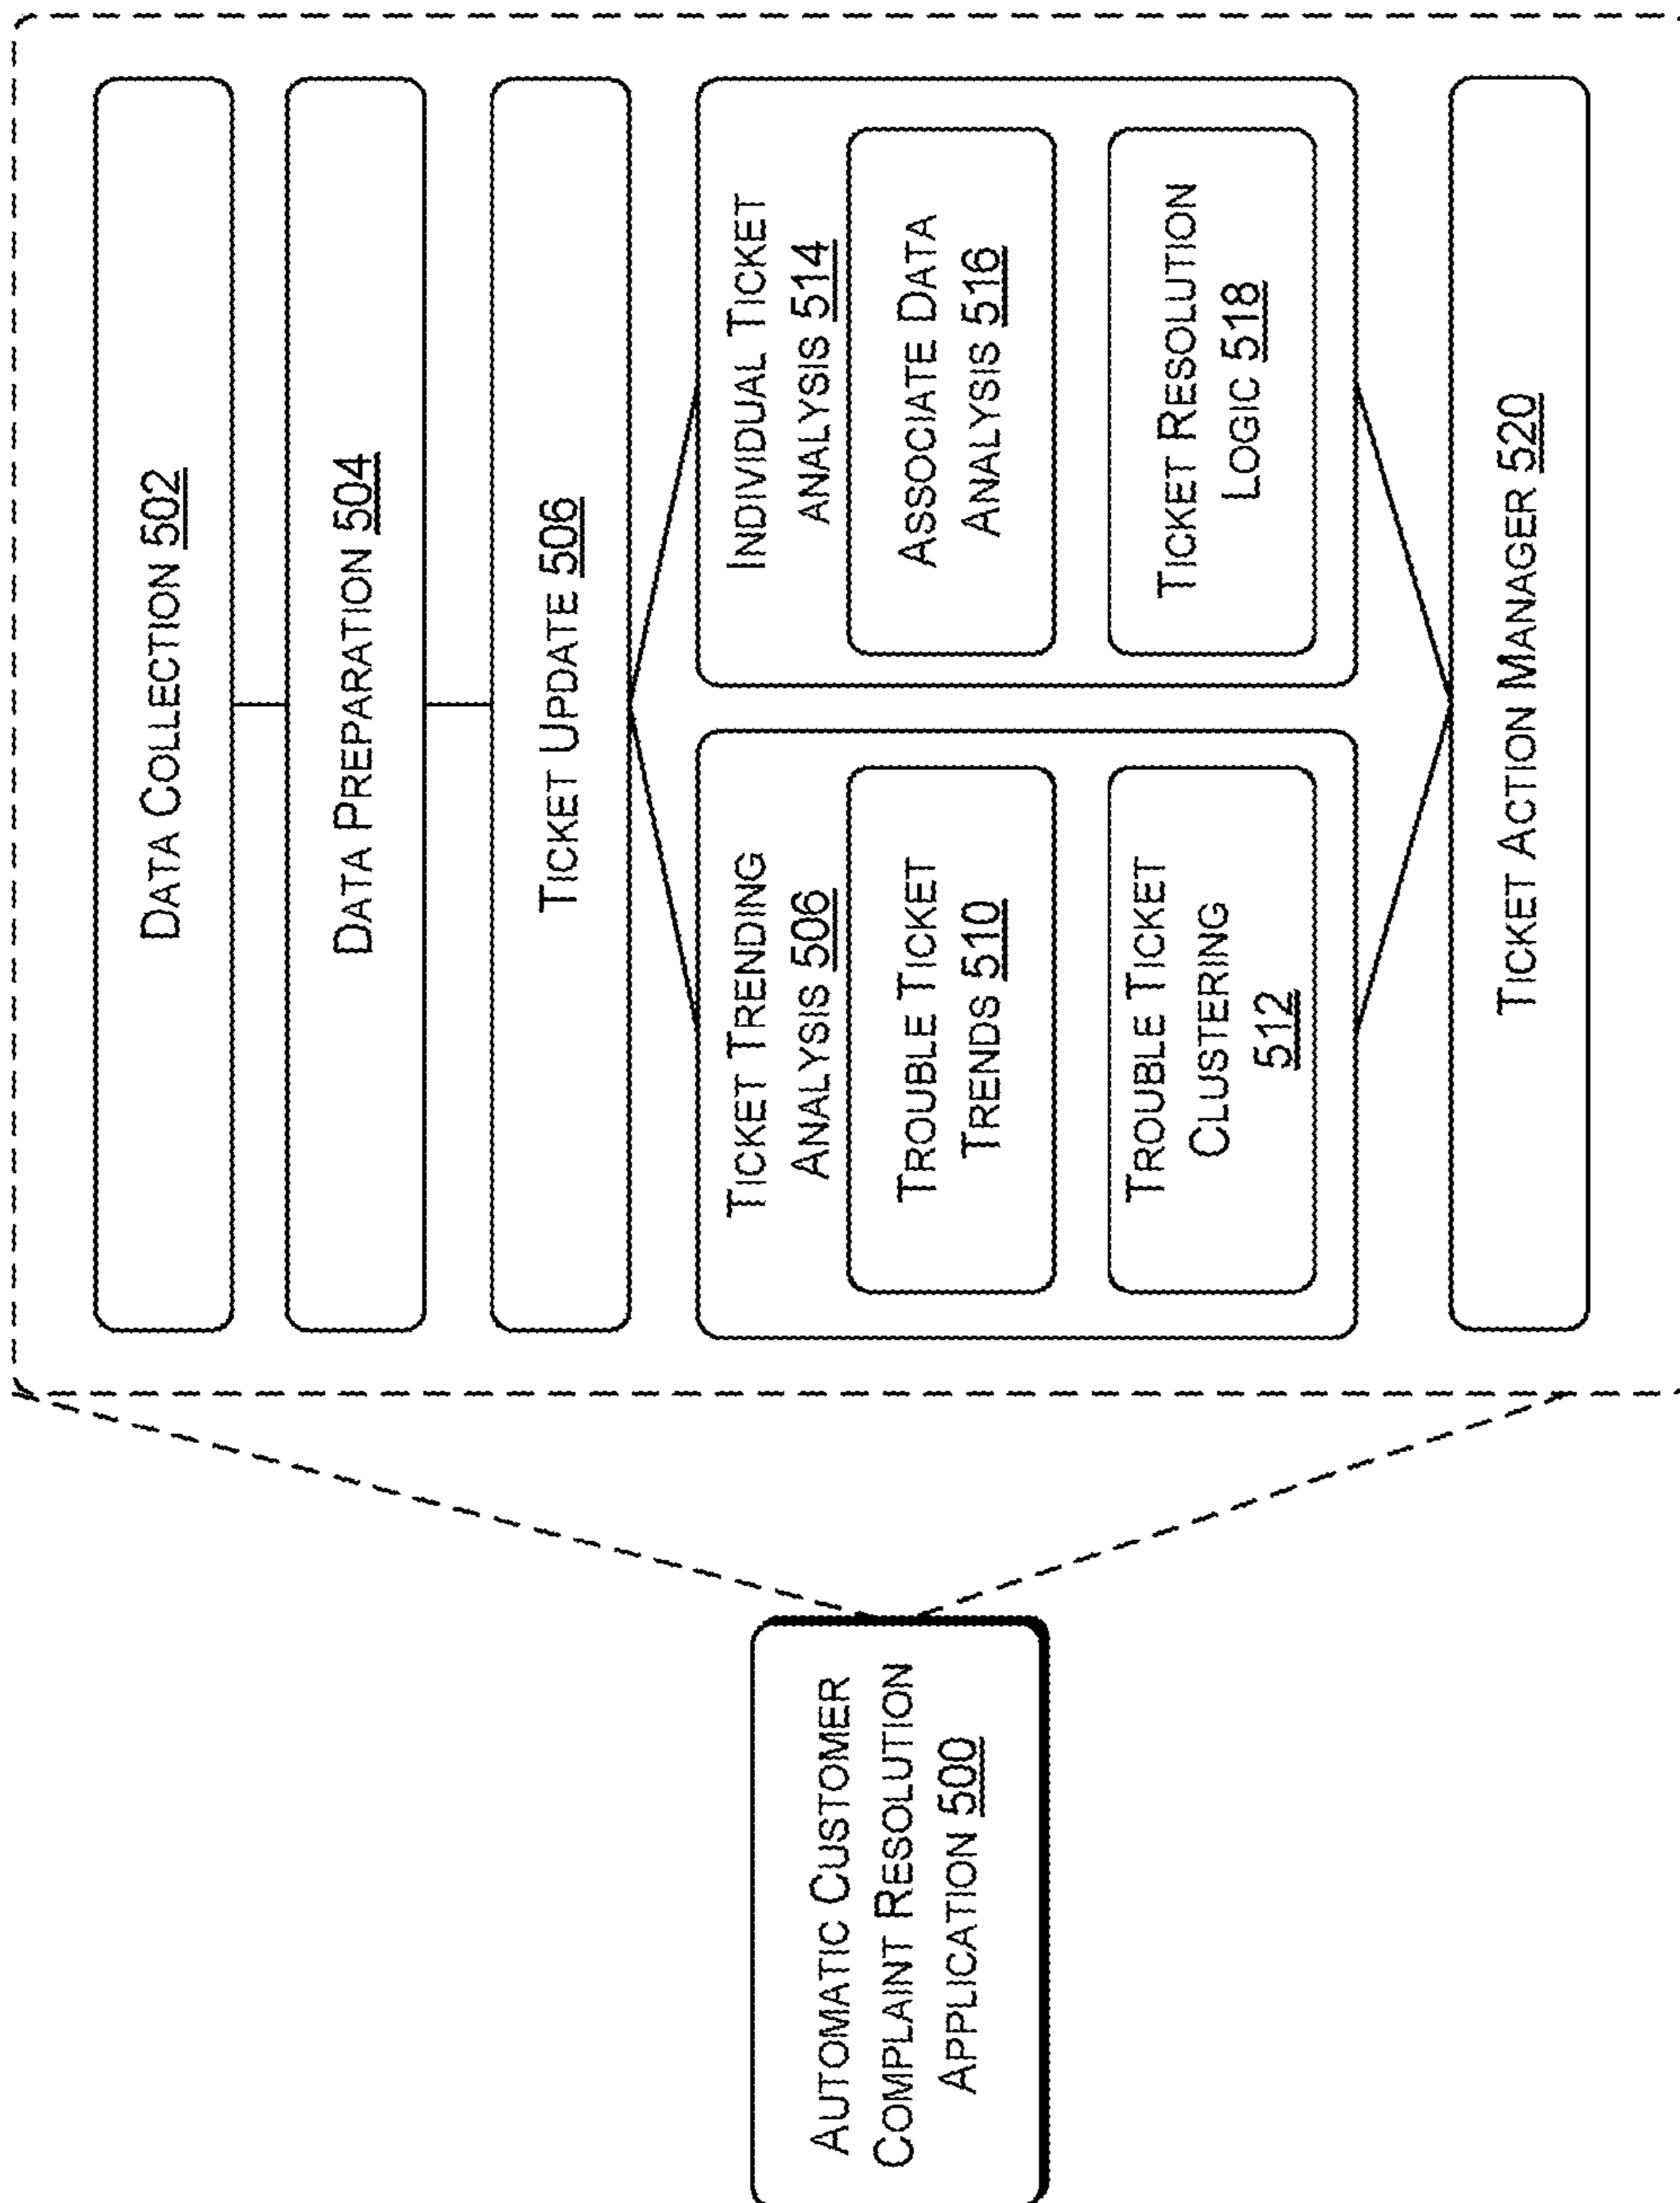 AUTOMATIC CUSTOMER
COMPLAINT RESOLUTION
APPLICATION 500
DATA COLLECTION 502
DATA PREPARATION 504
TICKET UPDATE 506
TICKET TRENDING
ANALYSIS 506
TROUBLE TICKET
TRENDS 510
TROUBLE TICKET
CLUSTERING
512
INDIVIDUAL TICKET
ANALYSIS 514
ASSOCIATE DATA
ANALYSIS 516
TICKET RESOLUTION
LOGIC 518
TICKET ACTION MANAGER 520